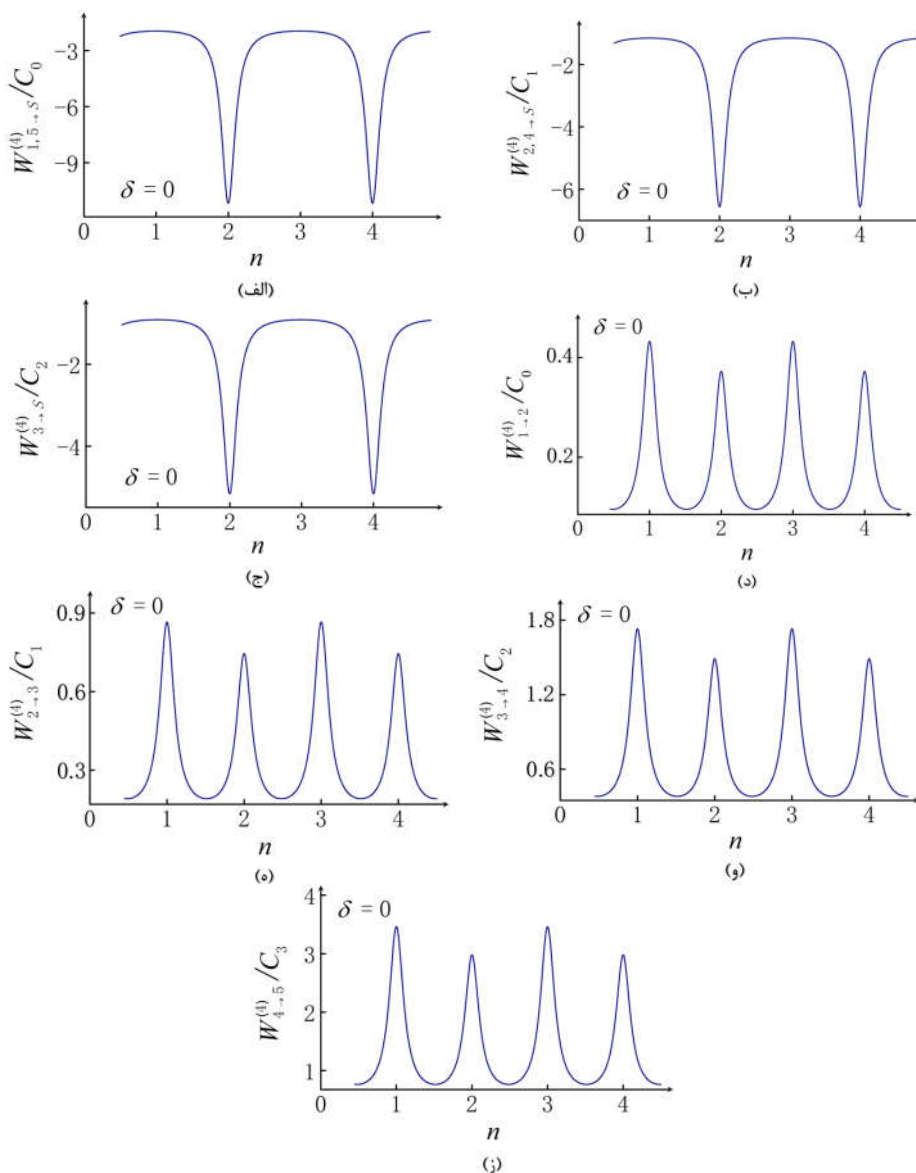 W^{(4)}_{1,5→S}/C_0
-3
-6
-9
δ = 0
0 1 2 3 4
n
(الف)
W^{(4)}_{2,4→S}/C_1
-2
-4
-6
δ = 0
0 1 2 3 4
n
(ب)
W^{(4)}_{3→S}/C_2
-2
-4
δ = 0
0 1 2 3 4
n
(ج)
W^{(4)}_{1→2}/C_0
δ = 0
0.4
0.2
0 1 2 3 4
n
(د)
W^{(4)}_{2→3}/C_1
δ = 0
0.9
0.6
0.3
0 1 2 3 4
n
(ه)
W^{(4)}_{3→4}/C_2
δ = 0
1.8
1.2
0.6
0 1 2 3 4
n
(و)
W^{(4)}_{4→5}/C_3
δ = 0
4
3
2
1
0 1 2 3 4
n
(ز)